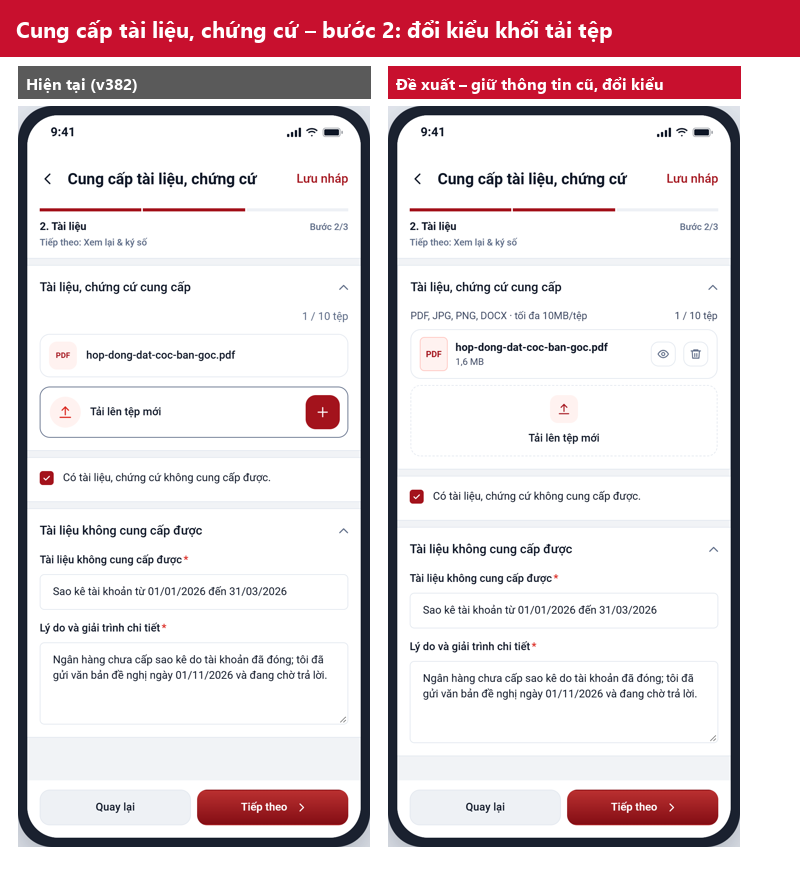 Cung cấp tài liệu, chứng cứ – bước 2: đổi kiểu khối tải tệp
Hiện tại (v382)
9:41
Cung cấp tài liệu, chứng cứ
Lưu nháp
2. Tài liệu
Bước 2/3
Tiếp theo: Xem lại & ký số
Tài liệu, chứng cứ cung cấp
1 / 10 tệp
PDF
hop-dong-dat-coc-ban-goc.pdf
Tải lên tệp mới
Có tài liệu, chứng cứ không cung cấp được.
Tài liệu không cung cấp được
Tài liệu không cung cấp được*
Sao kê tài khoản từ 01/01/2026 đến 31/03/2026
Lý do và giải trình chi tiết*
Ngân hàng chưa cấp sao kê do tài khoản đã đóng; tôi đã
gửi văn bản đề nghị ngày 01/11/2026 và đang chờ trả lời.
Quay lại
Tiếp theo
Đề xuất – giữ thông tin cũ, đổi kiểu
9:41
Cung cấp tài liệu, chứng cứ
Lưu nháp
2. Tài liệu
Bước 2/3
Tiếp theo: Xem lại & ký số
Tài liệu, chứng cứ cung cấp
PDF, JPG, PNG, DOCX · tối đa 10MB/tệp
1 / 10 tệp
PDF
hop-dong-dat-coc-ban-goc.pdf
1,6 MB
Tải lên tệp mới
Có tài liệu, chứng cứ không cung cấp được.
Tài liệu không cung cấp được
Tài liệu không cung cấp được*
Sao kê tài khoản từ 01/01/2026 đến 31/03/2026
Lý do và giải trình chi tiết*
Ngân hàng chưa cấp sao kê do tài khoản đã đóng; tôi đã
gửi văn bản đề nghị ngày 01/11/2026 và đang chờ trả lời.
Quay lại
Tiếp theo